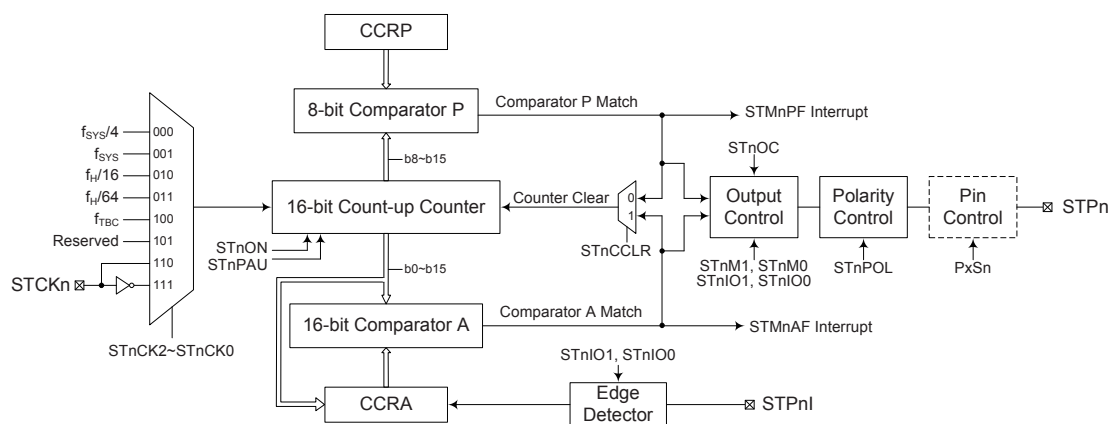 CCRP
8-bit Comparator P
Comparator P Match
STMnPF Interrupt
b8~b15
fSYS/4
000
fSYS
001
fH/16
010
fH/64
011
fTBC
100
Reserved
101
110
111
STCKn
STnCK2~STnCK0
16-bit Count-up Counter
STnON
STnPAU
Counter Clear
0
1
STnCCLR
STnOC
Output
Control
STnM1, STnM0
STnIO1, STnIO0
Polarity
Control
STnPOL
Pin
Control
PxSn
STPn
b0~b15
16-bit Comparator A
Comparator A Match
STMnAF Interrupt
CCRA
STnIO1, STnIO0
Edge
Detector
STPnI